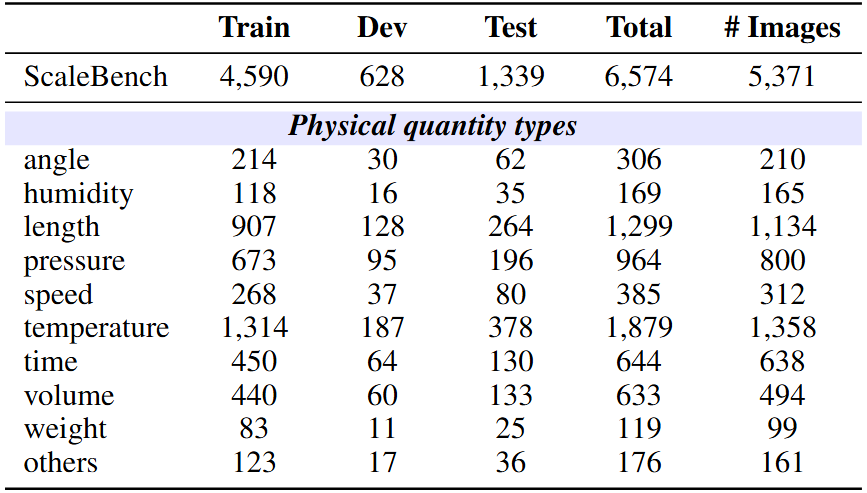 Train Dev Test Total # Images
ScaleBench 4,590 628 1,339 6,574 5,371
Physical quantity types
angle 214 30 62 306 210
humidity 118 16 35 169 165
length 907 128 264 1,299 1,134
pressure 673 95 196 964 800
speed 268 37 80 385 312
temperature 1,314 187 378 1,879 1,358
time 450 64 130 644 638
volume 440 60 133 633 494
weight 83 11 25 119 99
others 123 17 36 176 161